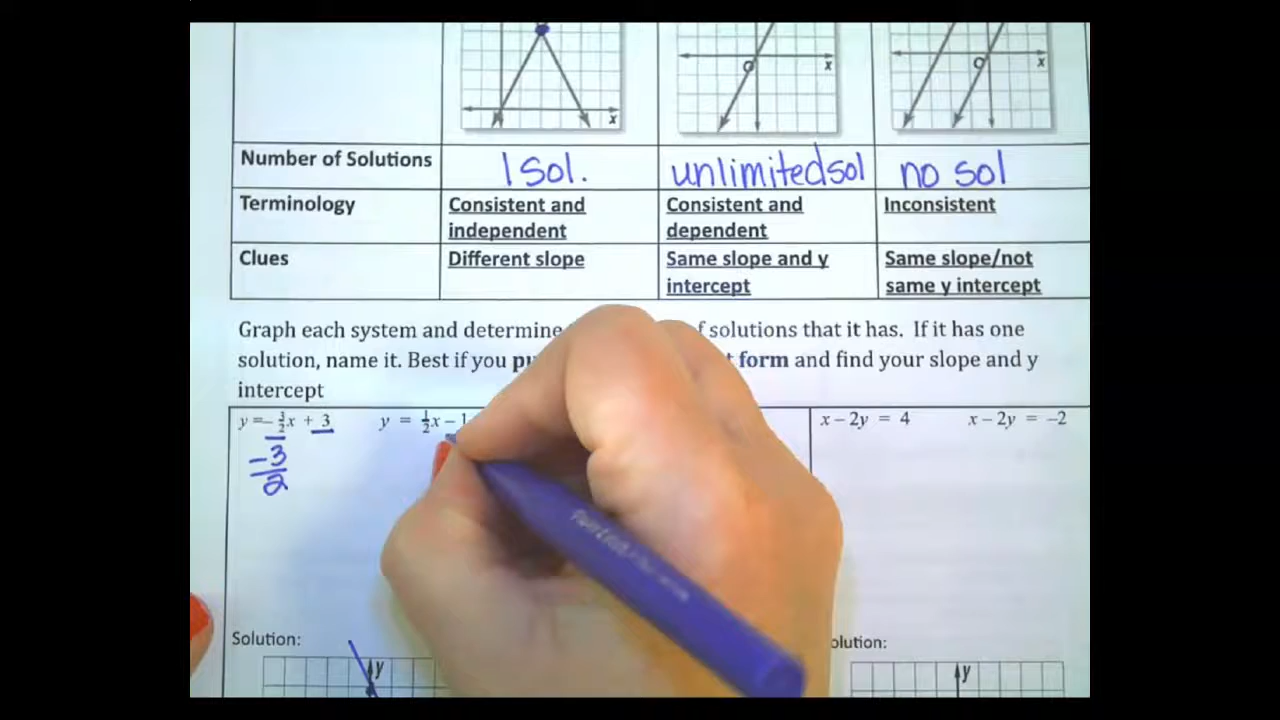 x
O x
O x
Number of Solutions 1 sol. unlimited sol no sol
Terminology Consistent and independent Consistent and dependent Inconsistent
Clues Different slope Same slope and y intercept Same slope/not same y intercept
Graph each system and determine f solutions that it has. If it has one
solution, name it. Best if you pu t form and find your slope and y
intercept
y = -3/2x + 3 y = 1/2x - 1 x - 2y = 4 x - 2y = -2
-3
2
Solution: olution:
y y